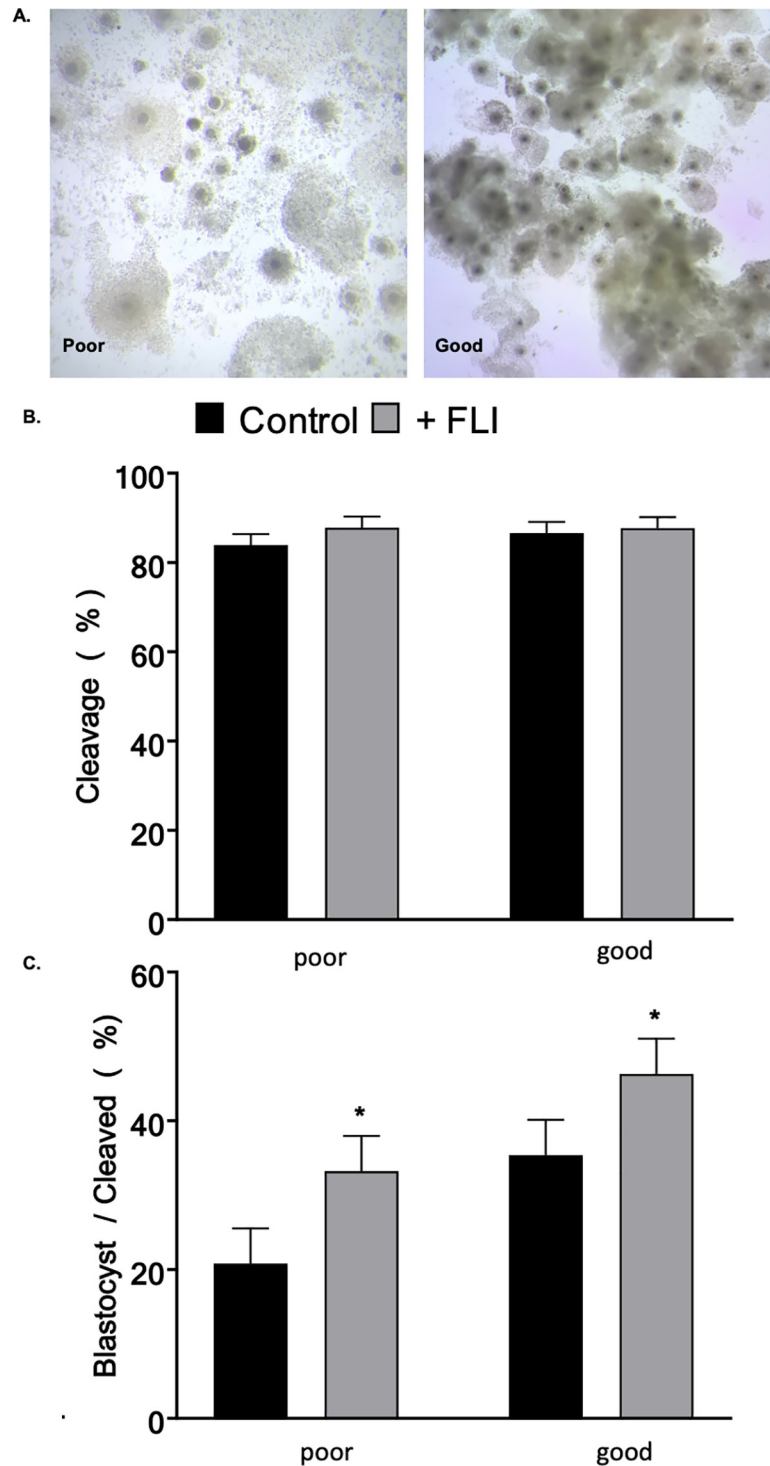 A.
Poor
Good
B.
Control + FLI
100
80
60
40
20
0
Cleavage ( %)
poor good
C.
60
40
20
0
Blastocyst / Cleaved ( %)
*
*
poor good